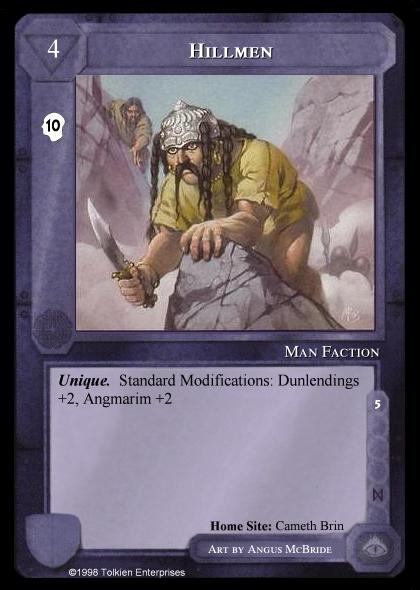 4
HILLMEN
10
MAN FACTION
Unique. Standard Modifications: Dunlendings
+2, Angmarim +2
5
Home Site: Cameth Brin
ART BY ANGUS MCBRIDE
©1998 Tolkien Enterprises